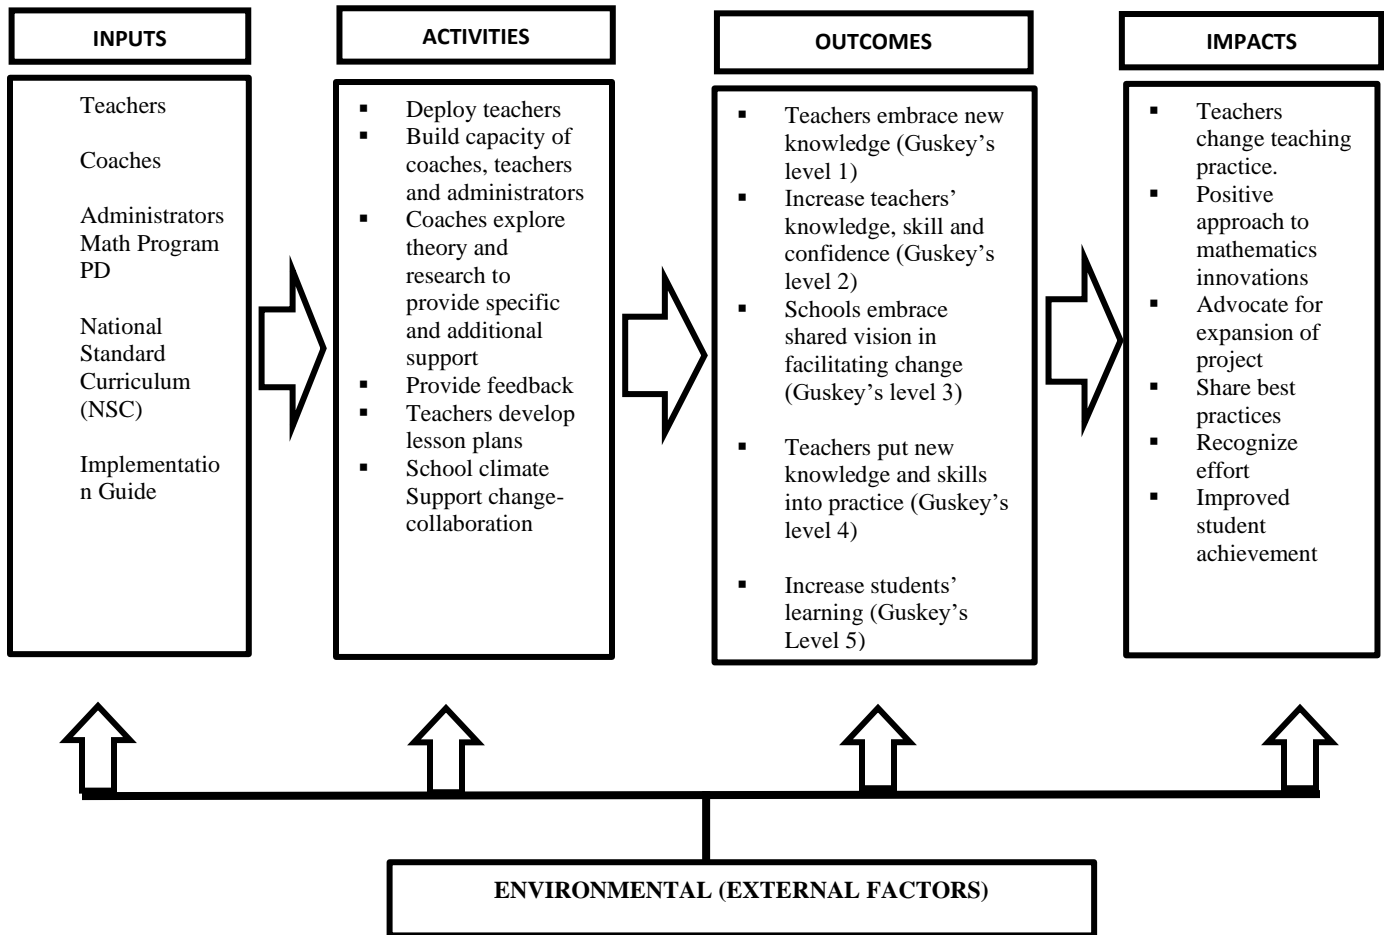 INPUTS
Teachers
Coaches
Administrators
Math Program
PD
National
Standard
Curriculum
(NSC)
Implementatio
n Guide
ACTIVITIES
▪ Deploy teachers
▪ Build capacity of
coaches, teachers
and administrators
▪ Coaches explore
theory and
research to
provide specific
and additional
support
▪ Provide feedback
▪ Teachers develop
lesson plans
▪ School climate
Support change-
collaboration
OUTCOMES
▪ Teachers embrace new
knowledge (Guskey’s
level 1)
▪ Increase teachers’
knowledge, skill and
confidence (Guskey’s
level 2)
▪ Schools embrace
shared vision in
facilitating change
(Guskey’s level 3)
▪ Teachers put new
knowledge and skills
into practice (Guskey’s
level 4)
▪ Increase students’
learning (Guskey’s
Level 5)
IMPACTS
▪ Teachers
change teaching
practice.
▪ Positive
approach to
mathematics
innovations
▪ Advocate for
expansion of
project
▪ Share best
practices
▪ Recognize
effort
▪ Improved
student
achievement
ENVIRONMENTAL (EXTERNAL FACTORS)